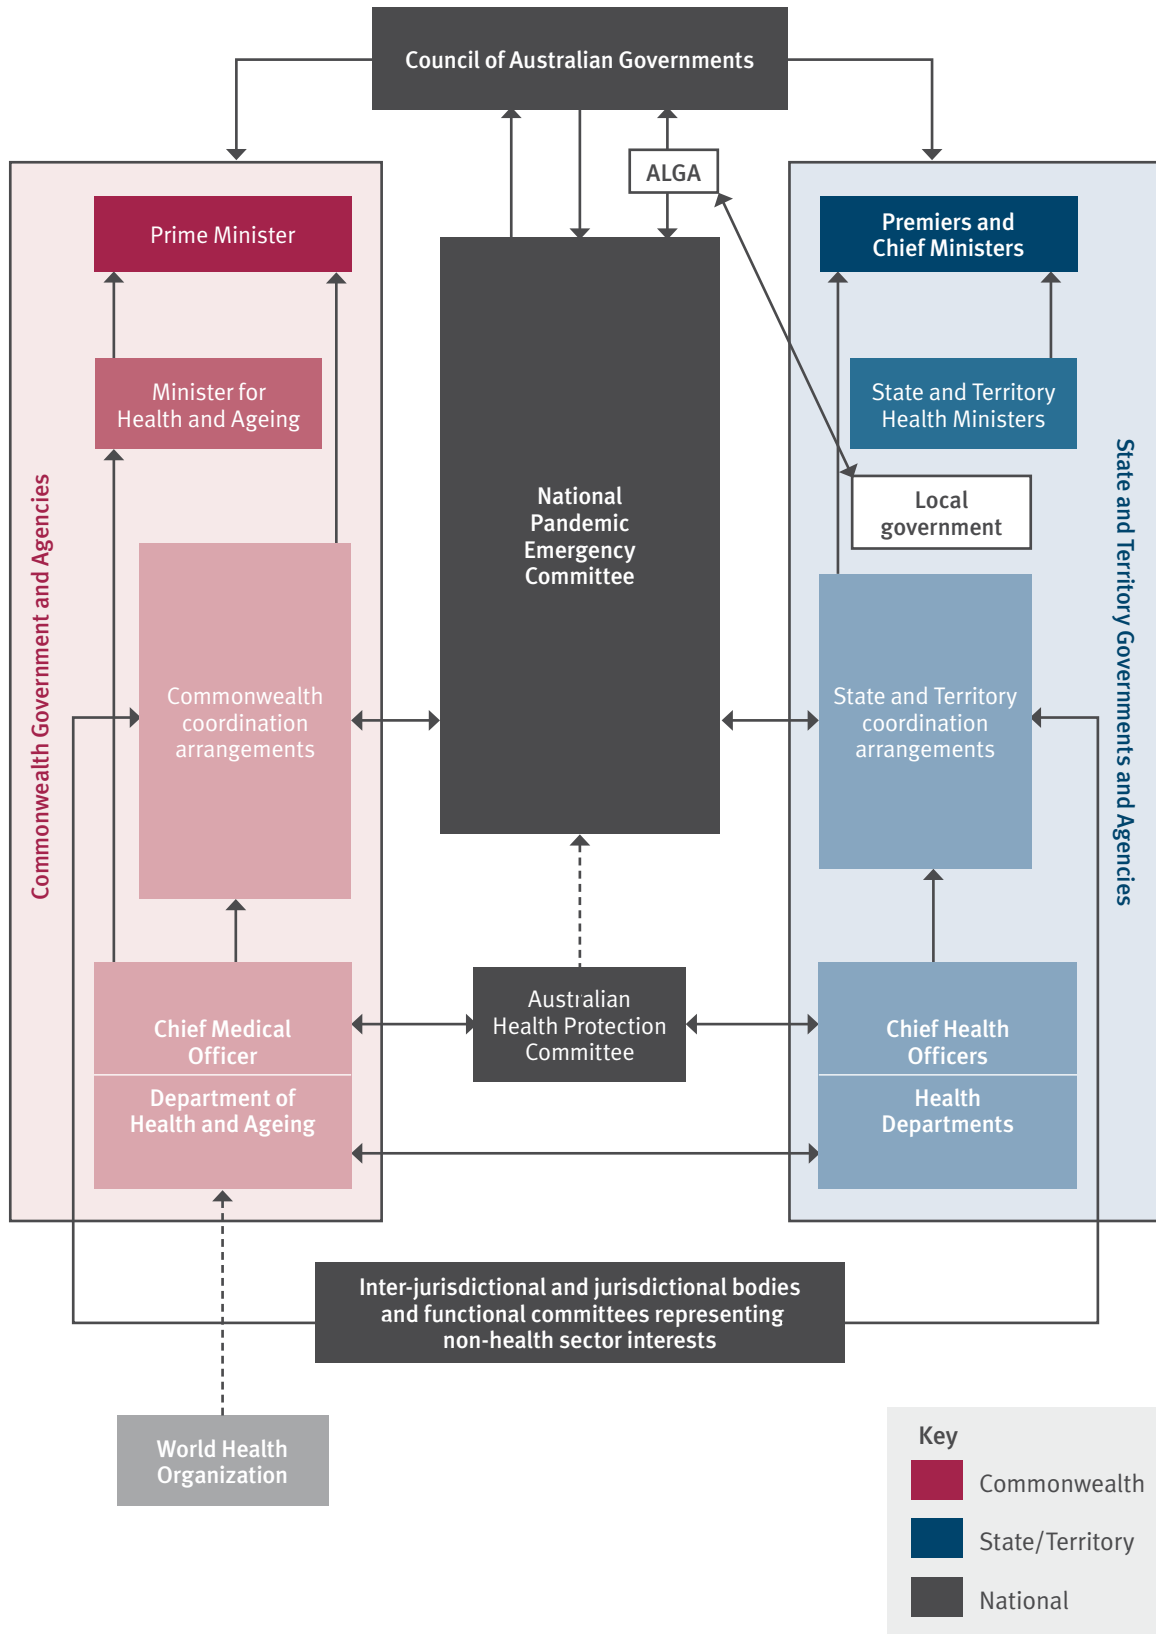 Council of Australian Governments
ALGA
Prime Minister
Premiers and
Chief Ministers
Minister for
Health and Ageing
State and Territory
Health Ministers
Commonwealth Government and Agencies
State and Territory Governments and Agencies
National
Pandemic
Emergency
Committee
Local
government
Commonwealth
coordination
arrangements
State and Territory
coordination
arrangements
Chief Medical
Officer
Department of
Health and Ageing
Australian
Health Protection
Committee
Chief Health
Officers
Health
Departments
Inter-jurisdictional and jurisdictional bodies
and functional committees representing
non-health sector interests
World Health
Organization
Key
Commonwealth
State/Territory
National